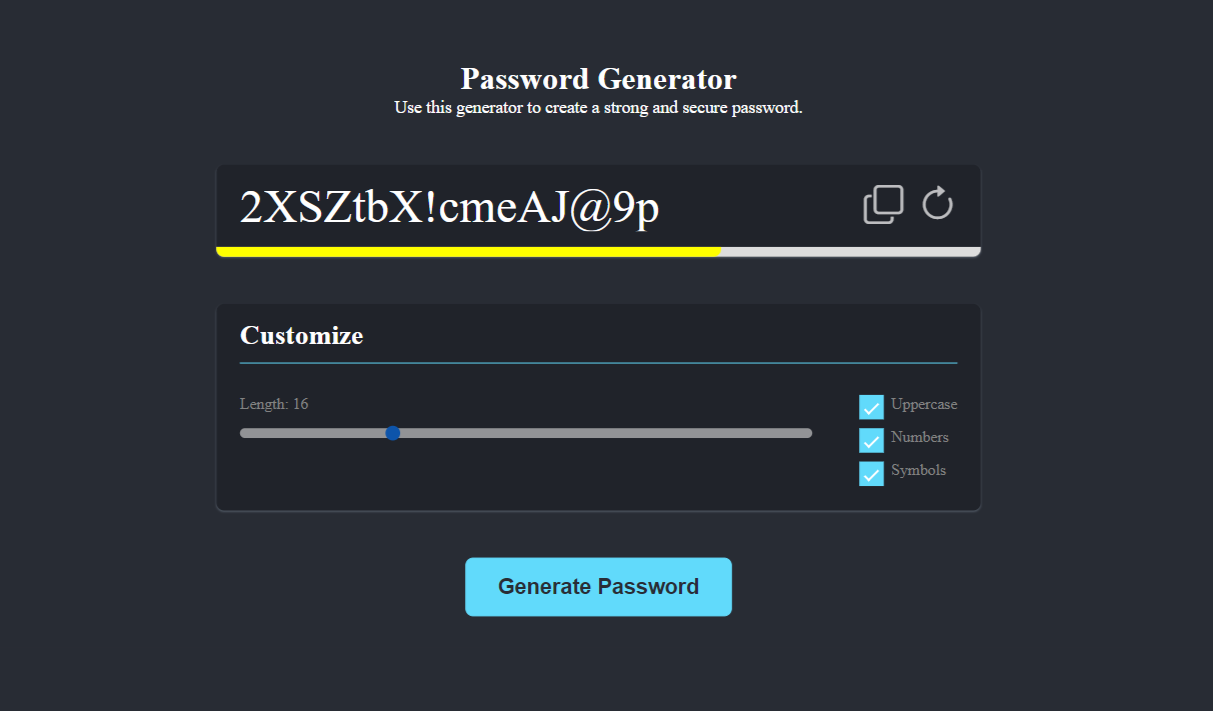 Password Generator
Use this generator to create a strong and secure password.
2XSZtbX!cmeAJ@9p
Customize
Length: 16
Uppercase
Numbers
Symbols
Generate Password